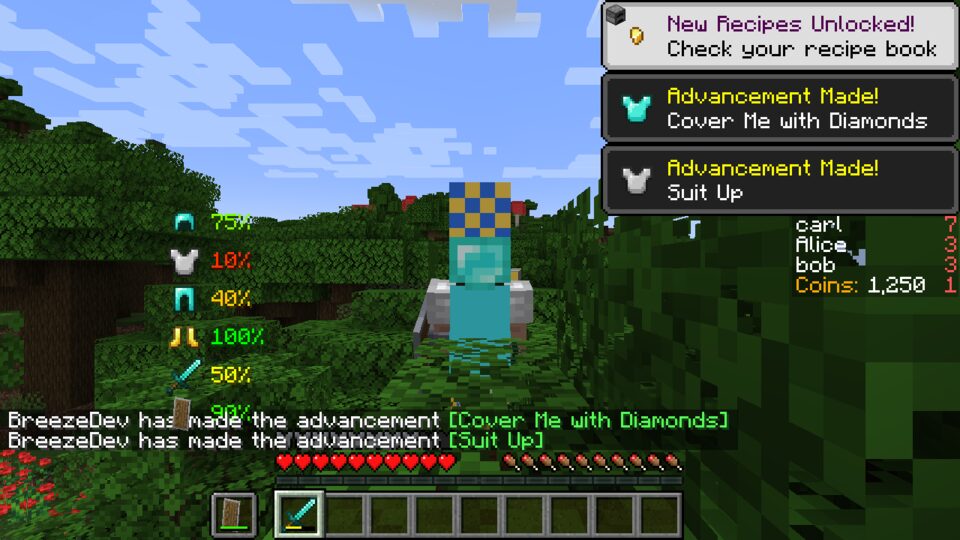 New Recipes Unlocked!
Check your recipe book
Advancement Made!
Cover Me with Diamonds
Advancement Made!
Suit Up
carl 7
Alice 3
bob 3
Coins: 1,250 1
75%
10%
40%
100%
50%
90%
BreezeDev has made the advancement [Cover Me with Diamonds]
BreezeDev has made the advancement [Suit Up]